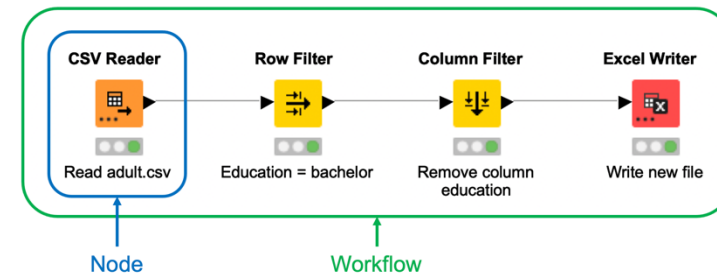 CSV Reader
Row Filter
Column Filter
Excel Writer
Read adult.csv
Education = bachelor
Remove column
education
Write new file
Node
Workflow